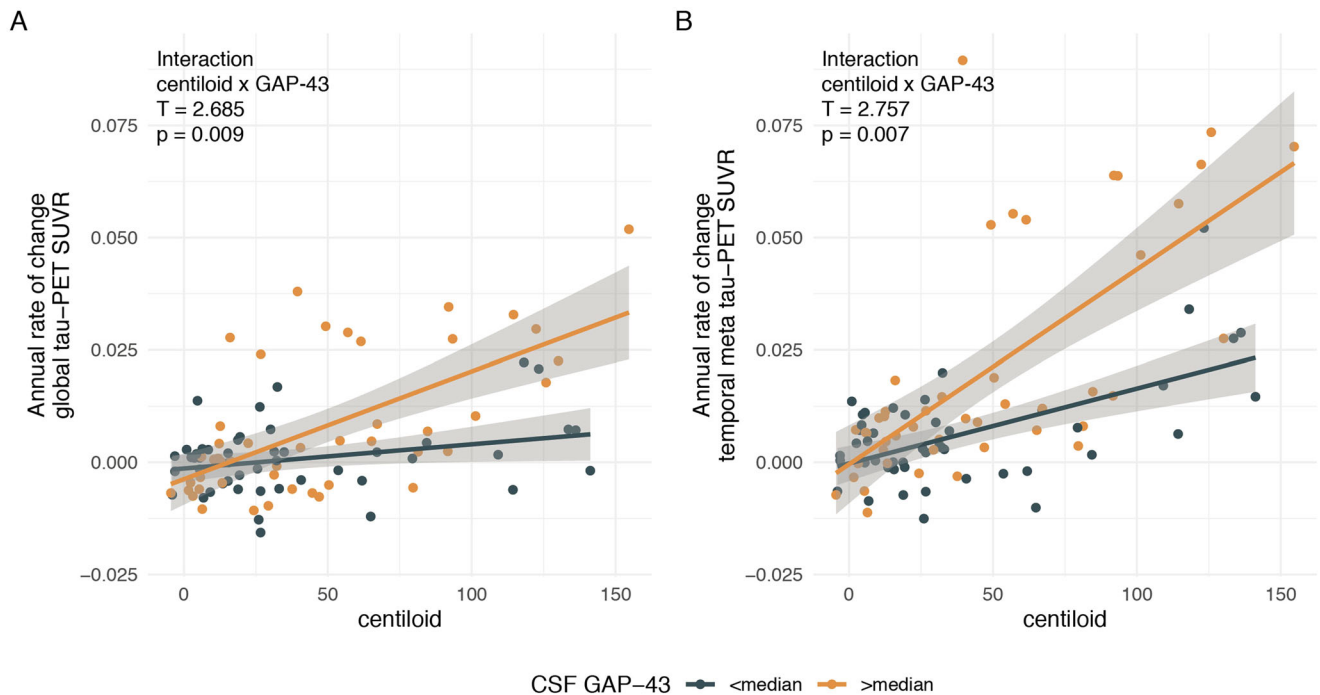 A
Interaction
centiloid x GAP−43
T = 2.685
p = 0.009
Annual rate of change
global tau−PET SUVR
0.075
0.050
0.025
0.000
−0.025
0
50
100
150
centiloid
B
Interaction
centiloid x GAP−43
T = 2.757
p = 0.007
Annual rate of change
temporal meta tau−PET SUVR
0.075
0.050
0.025
0.000
−0.025
0
50
100
150
centiloid
CSF GAP−43 <median >median